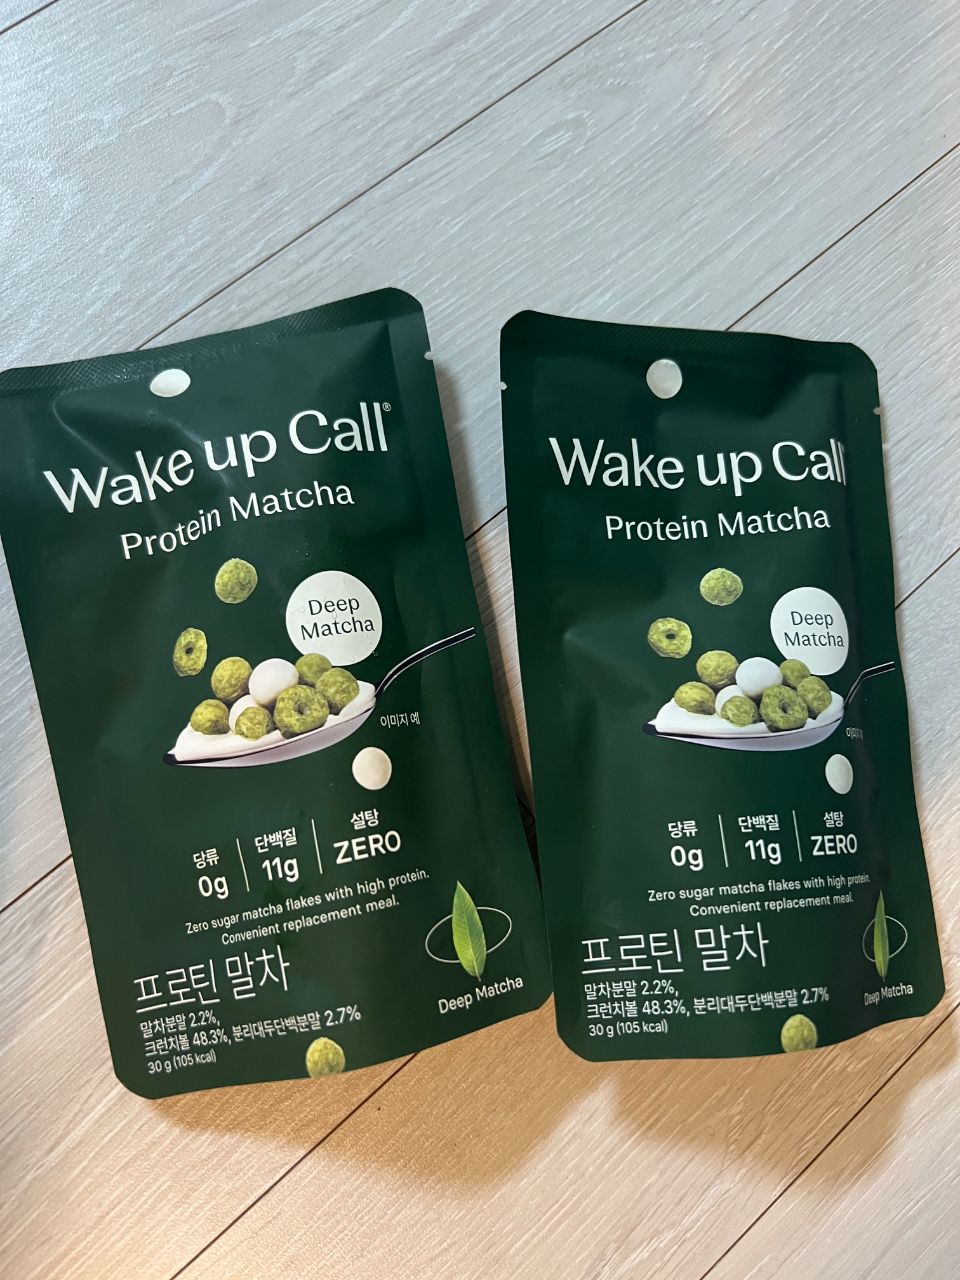 Wake up Call®
Protein Matcha
Deep
Matcha
이미지 예
당류
0g
단백질
11g
설탕
ZERO
Zero sugar matcha flakes with high protein.
Convenient replacement meal.
프로틴 말차
말차분말 2.2%,
크런치볼 48.3%, 분리대두단백분말 2.7%
30 g (105 kcal)
Deep Matcha
Wake up Call
Protein Matcha
Deep
Matcha
당류
0g
단백질
11g
설탕
ZERO
Zero sugar matcha flakes with high protein.
Convenient replacement meal.
프로틴 말차
말차분말 2.2%,
크런치볼 48.3%, 분리대두단백분말 2.7%
30 g (105 kcal)
Deep Matcha